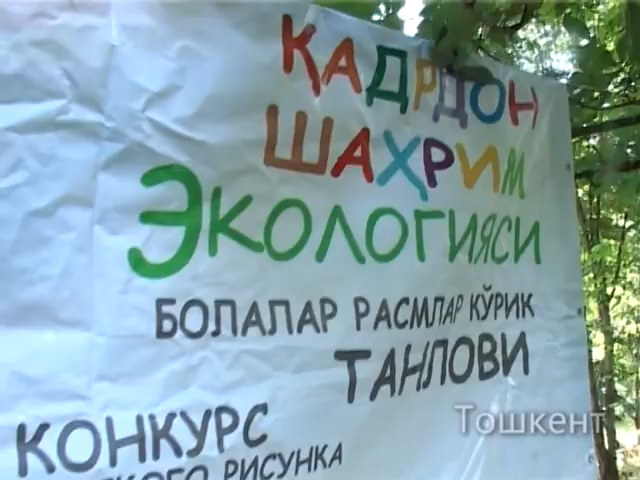 ҚАДРДОН
ШАҲРИМ
ЭКОЛОГИЯСИ
БОЛАЛАР РАСМЛАР КЎРИК
ТАНЛОВИ
КОНКУРС
РИСУНКА
Тошкент